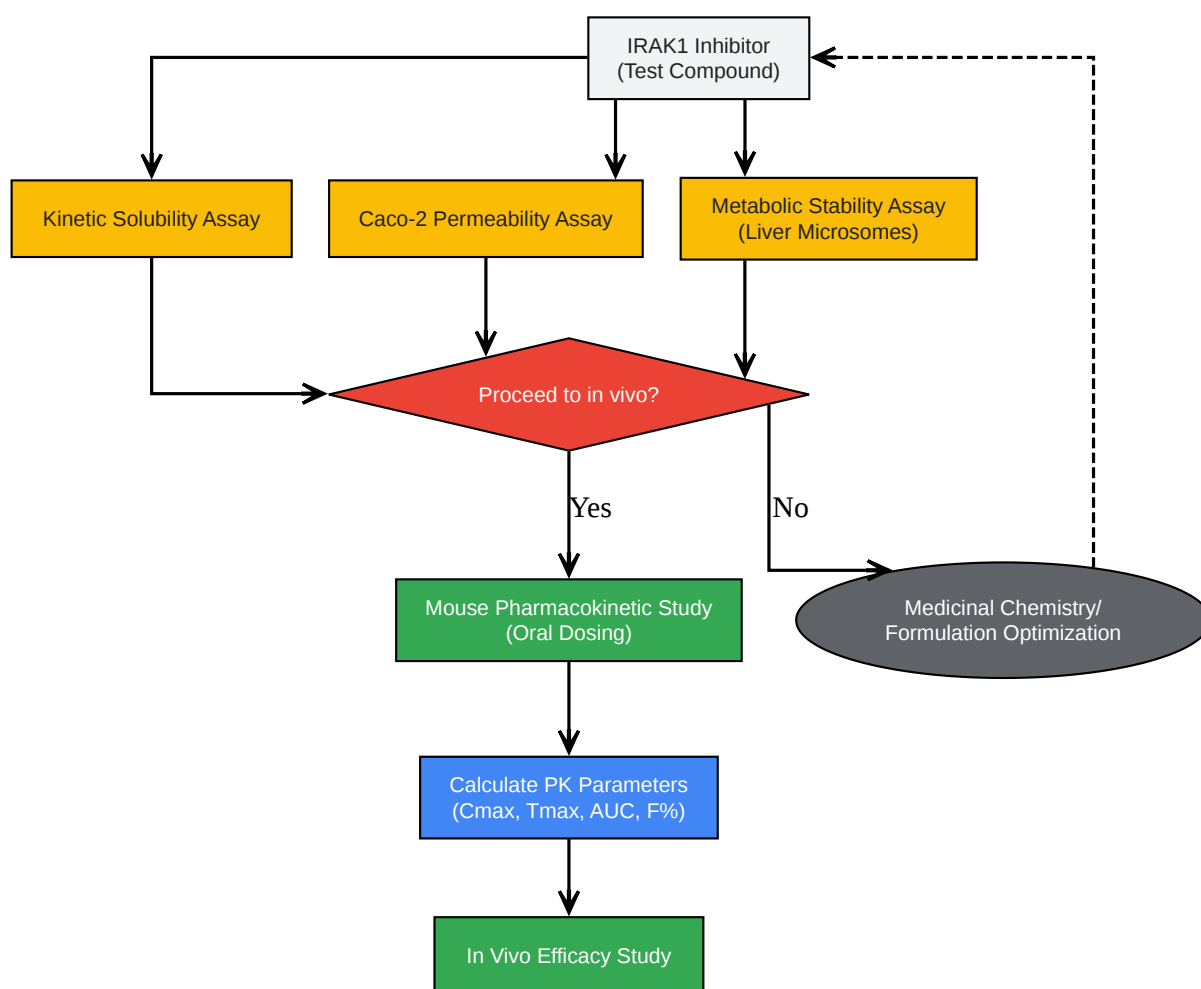 IRAK1 Inhibitor
(Test Compound)
Kinetic Solubility Assay
Caco-2 Permeability Assay
Metabolic Stability Assay
(Liver Microsomes)
Proceed to in vivo?
Yes
No
Mouse Pharmacokinetic Study
(Oral Dosing)
Medicinal Chemistry/
Formulation Optimization
Calculate PK Parameters
(Cmax, Tmax, AUC, F%)
In Vivo Efficacy Study